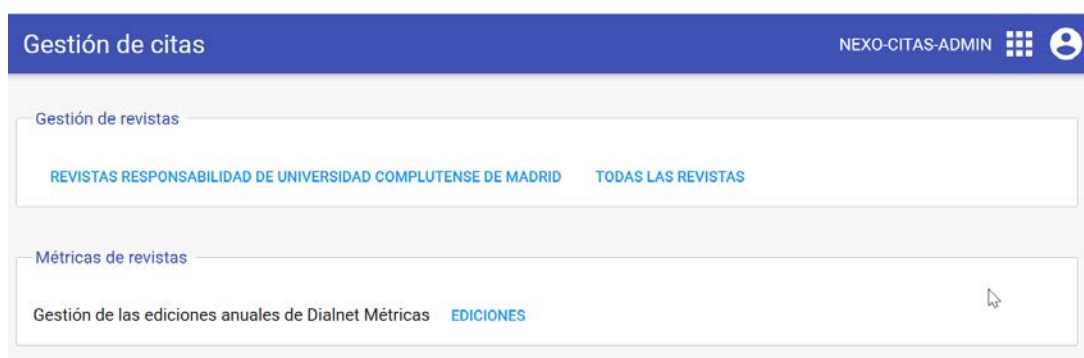 Gestión de citas
NEXO-CITAS-ADMIN
Gestión de revistas
REVISTAS RESPONSABILIDAD DE UNIVERSIDAD COMPLUTENSE DE MADRID TODAS LAS REVISTAS
Métricas de revistas
Gestión de las ediciones anuales de Dialnet Métricas EDICIONES